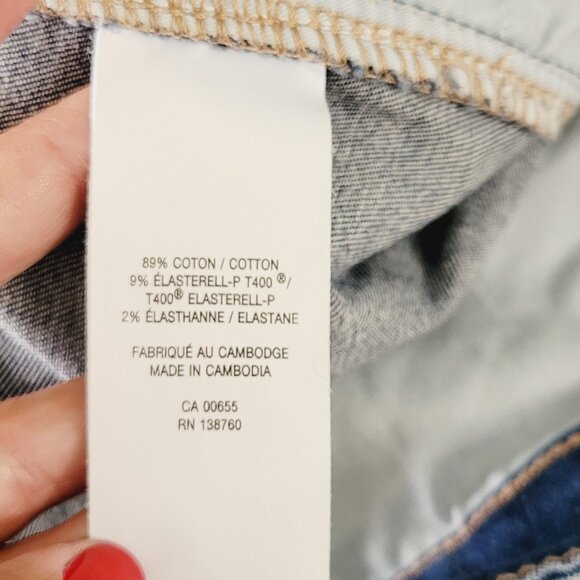 89% COTON / COTTON
9% ÉLASTERELL-P T400 ®/
T400® ELASTERELL-P
2% ÉLASTHANNE / ELASTANE
FABRIQUÉ AU CAMBODGE
MADE IN CAMBODIA
CA 00655
RN 138760